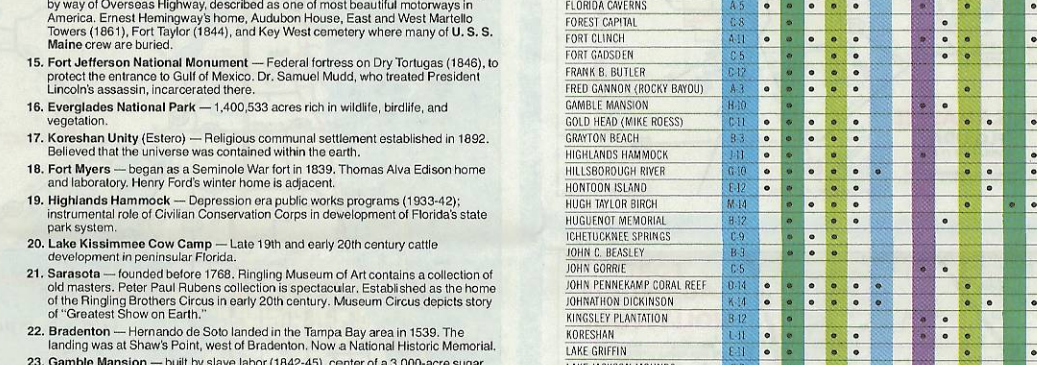 by way of Overseas Highway, described as one of most beautiful motorways in
America. Ernest Hemingway's home, Audubon House, East and West Martello
Towers (1861), Fort Taylor (1844), and Key West cemetery where many of U. S. S.
Maine crew are buried.
15. Fort Jefferson National Monument — Federal fortress on Dry Tortugas (1846), to
protect the entrance to Gulf of Mexico. Dr. Samuel Mudd, who treated President
Lincoln's assassin, incarcerated there.
16. Everglades National Park — 1,400,533 acres rich in wildlife, birdlife, and
vegetation.
17. Koreshan Unity (Estero) — Religious communal settlement established in 1892.
Believed that the universe was contained within the earth.
18. Fort Myers — began as a Seminole War fort in 1839. Thomas Alva Edison home
and laboratory. Henry Ford's winter home is adjacent.
19. Highlands Hammock — Depression era public works programs (1933-42);
instrumental role of Civilian Conservation Corps in development of Florida's state
park system.
20. Lake Kissimmee Cow Camp — Late 19th and early 20th century cattle
development in peninsular Florida.
21. Sarasota — founded before 1768. Ringling Museum of Art contains a collection of
old masters. Peter Paul Rubens collection is spectacular. Established as the home
of the Ringling Brothers Circus in early 20th century. Museum Circus depicts story
of "Greatest Show on Earth."
22. Bradenton — Hernando de Soto landed in the Tampa Bay area in 1539. The
landing was at Shaw's Point, west of Bradenton. Now a National Historic Memorial.
23. Gamble Mansion — built by slave labor (1842-45), center of a 3,000-acre sugar
FLORIDA CAVERNS A-5
FOREST CAPITAL C-8
FORT CLINCH A-11
FORT GADSDEN C-5
FRANK B. BUTLER C-12
FRED GANNON (ROCKY BAYOU) A-3
GAMBLE MANSION H-10
GOLD HEAD (MIKE ROESS) C-11
GRAYTON BEACH B-3
HIGHLANDS HAMMOCK J-11
HILLSBOROUGH RIVER G-10
HONTOON ISLAND E-12
HUGH TAYLOR BIRCH M-14
HUGUENOT MEMORIAL B-12
ICHETUCKNEE SPRINGS C-9
JOHN C. BEASLEY B-3
JOHN GORRIE C-5
JOHN PENNEKAMP CORAL REEF O-14
JOHNATHON DICKINSON K-14
KINGSLEY PLANTATION B-12
KORESHAN L-11
LAKE GRIFFIN E-11